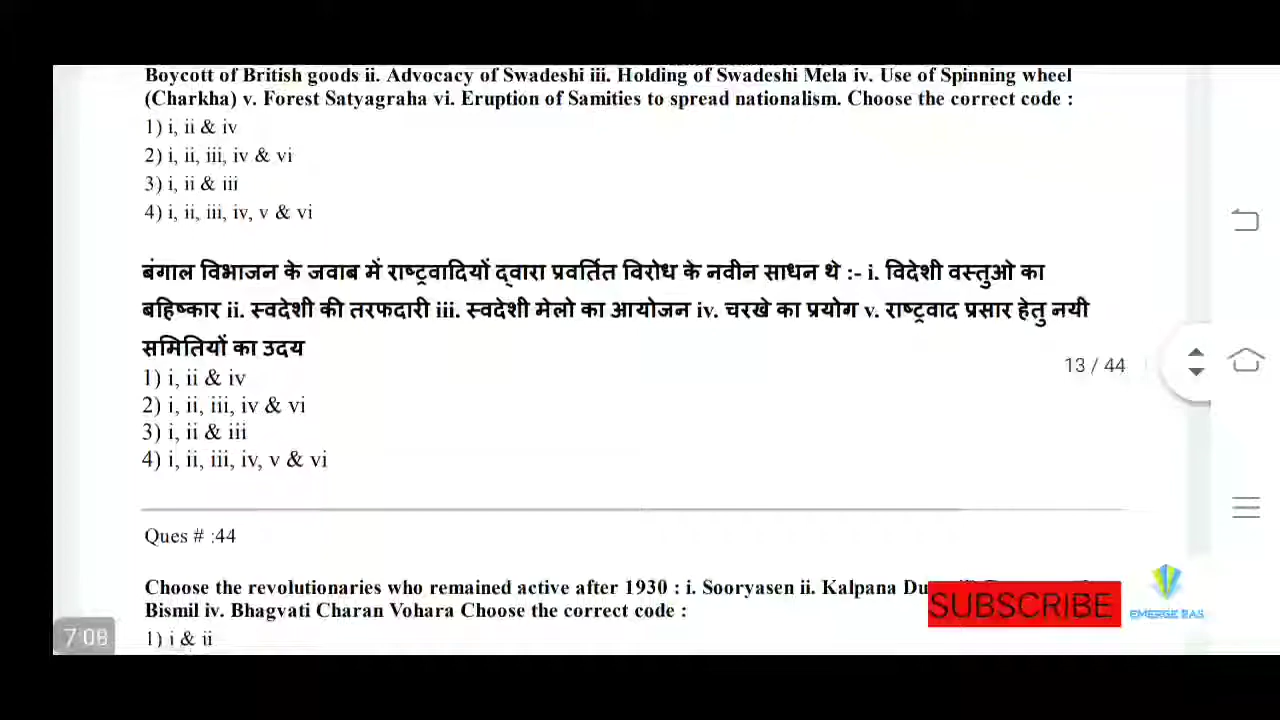 Boycott of British goods ii. Advocacy of Swadeshi iii. Holding of Swadeshi Mela iv. Use of Spinning wheel
(Charkha) v. Forest Satyagraha vi. Eruption of Samities to spread nationalism. Choose the correct code :
1) i, ii & iv
2) i, ii, iii, iv & vi
3) i, ii & iii
4) i, ii, iii, iv, v & vi
बंगाल विभाजन के जवाब में राष्ट्रवादियों द्वारा प्रवर्तित विरोध के नवीन साधन थे :- i. विदेशी वस्तुओ का
बहिष्कार ii. स्वदेशी की तरफदारी iii. स्वदेशी मेलो का आयोजन iv. चरखे का प्रयोग v. राष्ट्रवाद प्रसार हेतु नयी
समितियों का उदय
13 / 44
1) i, ii & iv
2) i, ii, iii, iv & vi
3) i, ii & iii
4) i, ii, iii, iv, v & vi
Ques # :44
Choose the revolutionaries who remained active after 1930 : i. Sooryasen ii. Kalpana
Bismil iv. Bhagvati Charan Vohara Choose the correct code :
SUBSCRIBE
EMERGE EAS
7:08
1) i & ii